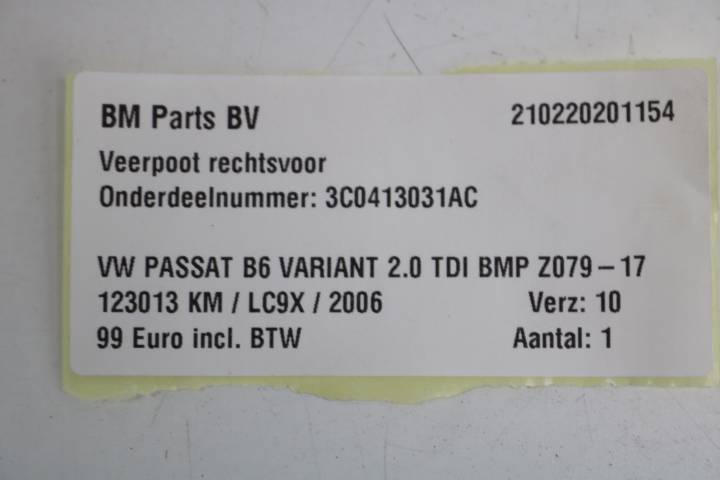 BM Parts BV 210220201154
Veerpoot rechtsvoor
Onderdeelnummer: 3C0413031AC
VW PASSAT B6 VARIANT 2.0 TDI BMP Z079-17
123013 KM / LC9X / 2006 Verz: 10
99 Euro incl. BTW Aantal: 1